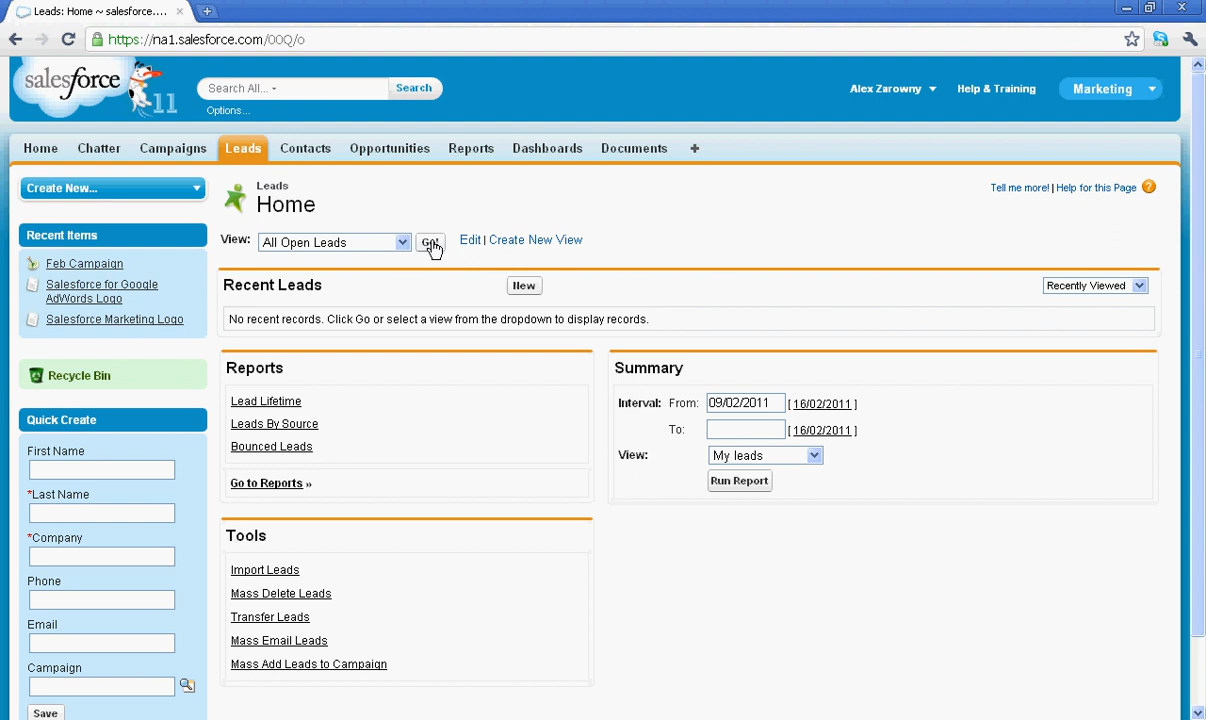 Leads: Home ~ salesforce....
https://na1.salesforce.com/00Q/o
salesforce
11
Search All...
Search
Options...
Alex Zarowny
Help & Training
Marketing
Home
Chatter
Campaigns
Leads
Contacts
Opportunities
Reports
Dashboards
Documents
+
Create New...
Leads
Home
Tell me more! | Help for this Page
View:
All Open Leads
Go!
Edit | Create New View
Recent Items
Feb Campaign
Salesforce for Google
AdWords Logo
Salesforce Marketing Logo
Recycle Bin
Quick Create
First Name
*Last Name
*Company
Phone
Email
Campaign
Save
Recent Leads
New
Recently Viewed
No recent records. Click Go or select a view from the dropdown to display records.
Reports
Lead Lifetime
Leads By Source
Bounced Leads
Go to Reports »
Summary
Interval: From: 09/02/2011 [ 16/02/2011 ]
To: [ 16/02/2011 ]
View: My leads
Run Report
Tools
Import Leads
Mass Delete Leads
Transfer Leads
Mass Email Leads
Mass Add Leads to Campaign